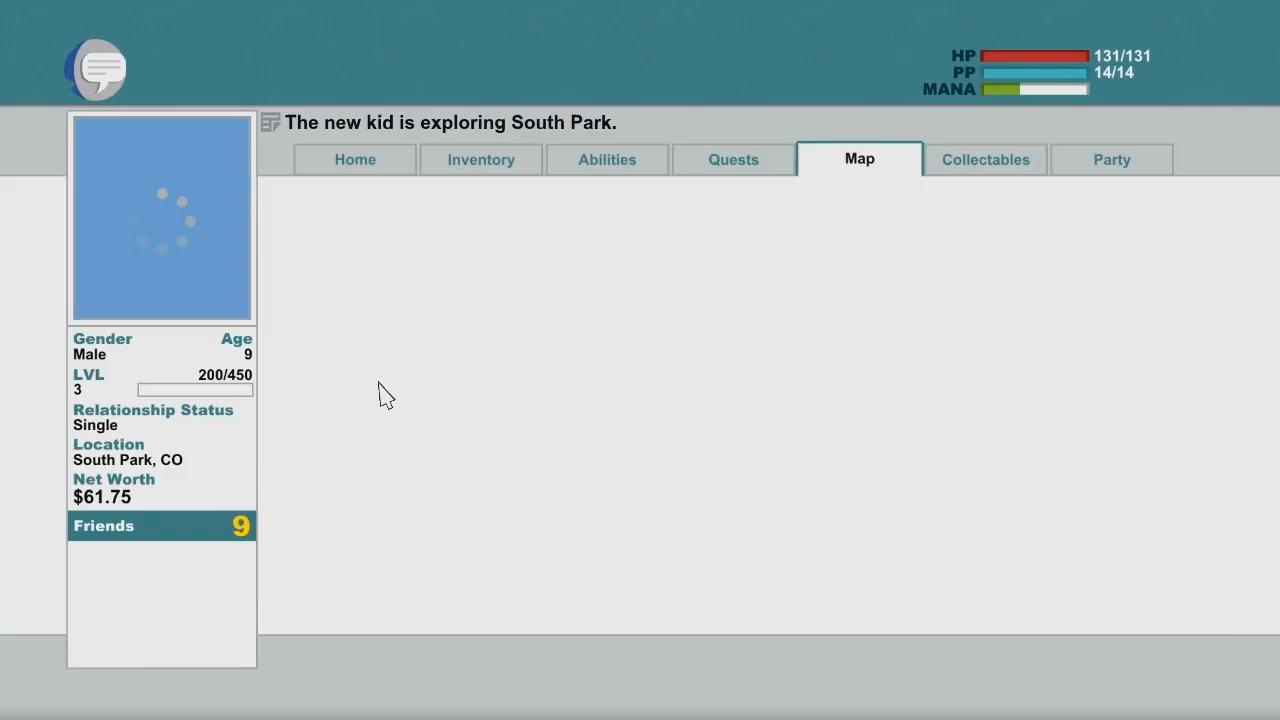 HP 131/131
PP 14/14
MANA
The new kid is exploring South Park.
Home Inventory Abilities Quests Map Collectables Party
Gender Age
Male 9
LVL 200/450
3
Relationship Status
Single
Location
South Park, CO
Net Worth
$61.75
Friends 9